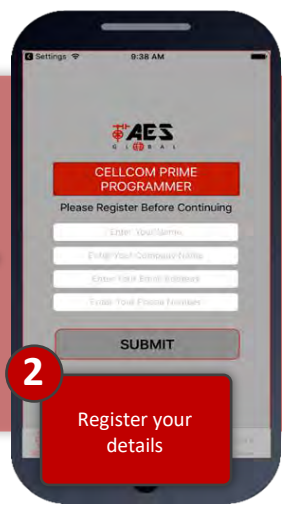 Settings 9:38 AM
AES
GLOBAL
CELLCOM PRIME
PROGRAMMER
Please Register Before Continuing
Enter Your Name
Enter Your Company Name
Enter Your Email Address
Enter Your Phone Number
SUBMIT
2
Register your
details